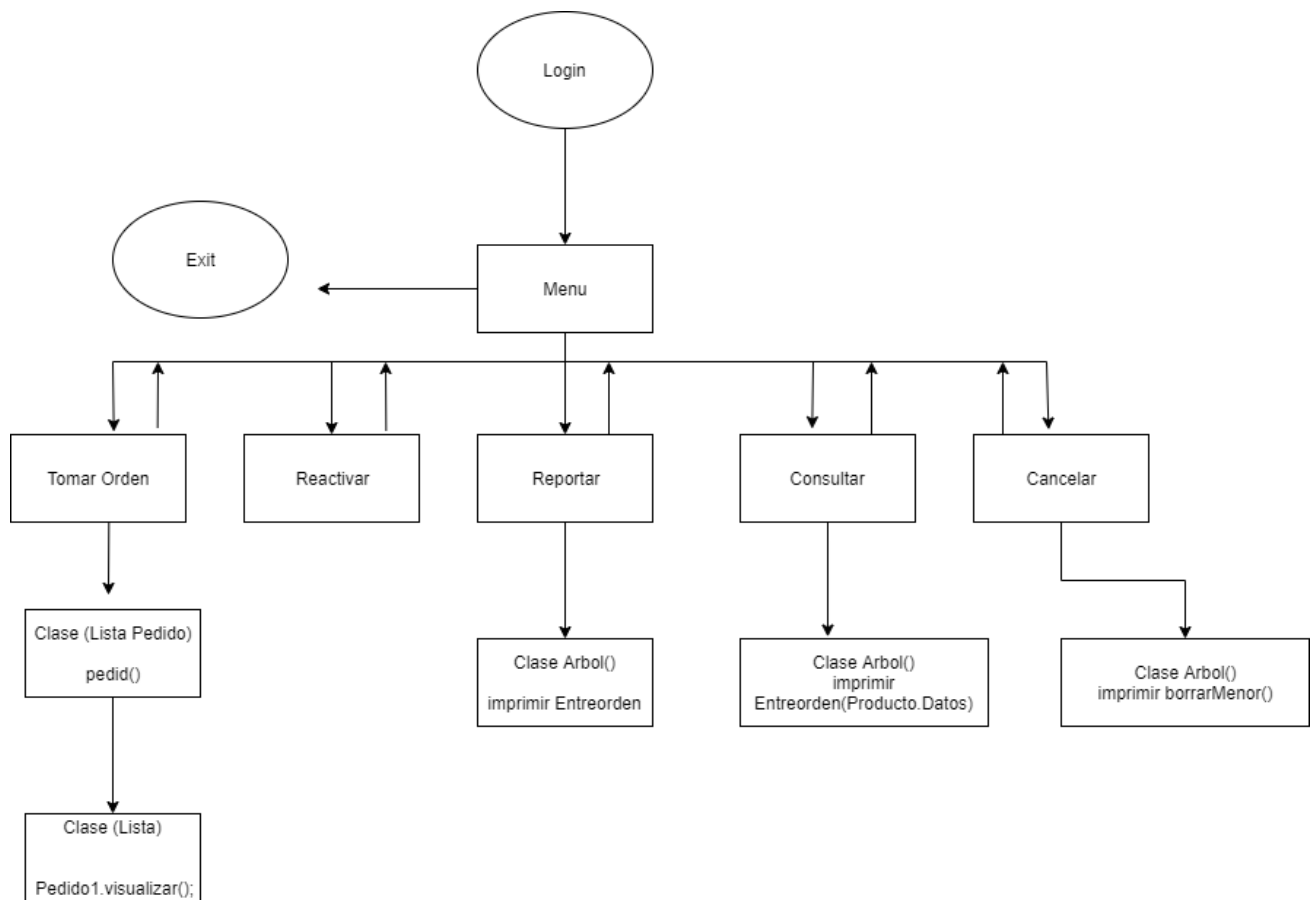 Login
Exit
Menu
Tomar Orden
Reactivar
Reportar
Consultar
Cancelar
Clase (Lista Pedido)
pedid()
Clase Arbol()
imprimir Entreorden
Clase Arbol()
imprimir
Entreorden(Producto.Datos)
Clase Arbol()
imprimir borrarMenor()
Clase (Lista)
Pedido1.visualizar();